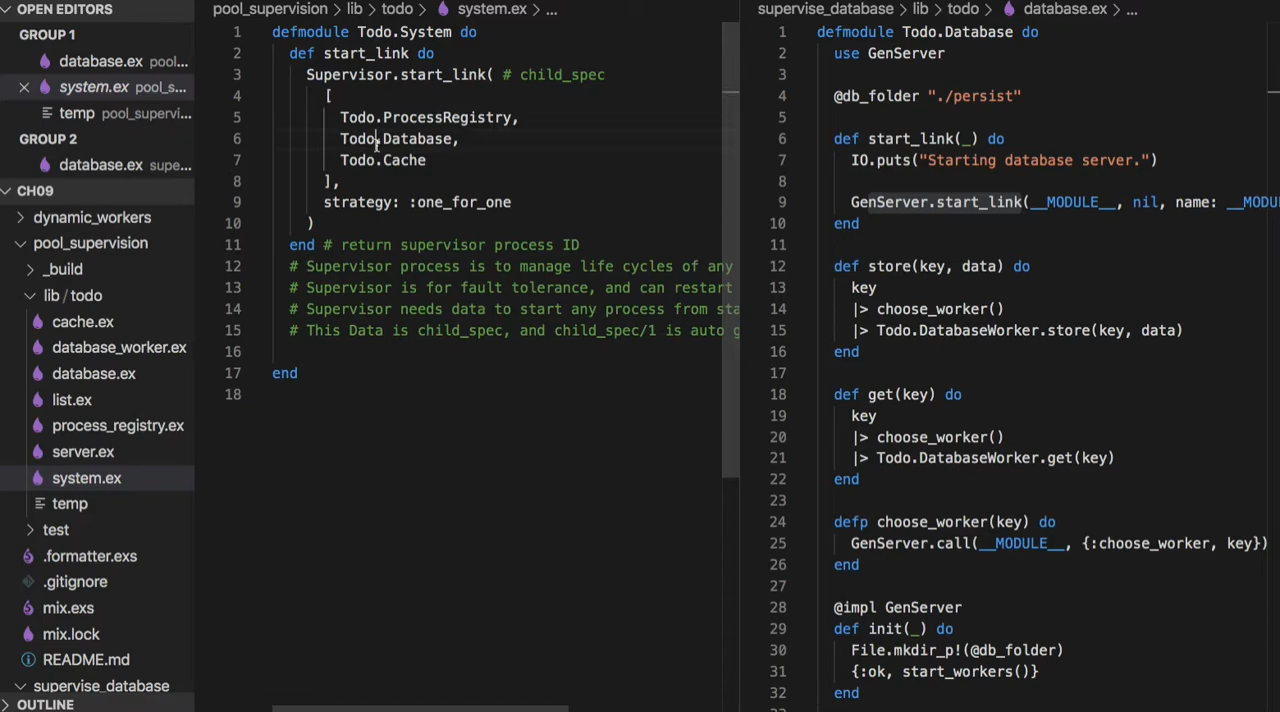 OPEN EDITORS
GROUP 1
database.ex pool...
system.ex pool_s...
temp pool_supervi...
GROUP 2
database.ex supe...
CH09
dynamic_workers
pool_supervision
_build
lib / todo
cache.ex
database_worker.ex
database.ex
list.ex
process_registry.ex
server.ex
system.ex
temp
test
.formatter.exs
.gitignore
mix.exs
mix.lock
README.md
supervise_database
OUTLINE
pool_supervision > lib > todo > system.ex > ...
1 defmodule Todo.System do
2 def start_link do
3 Supervisor.start_link( # child_spec
4 [
5 Todo.ProcessRegistry,
6 Todo.Database,
7 Todo.Cache
8 ],
9 strategy: :one_for_one
10 )
11 end # return supervisor process ID
12 # Supervisor process is to manage life cycles of any
13 # Supervisor is for fault tolerance, and can restart
14 # Supervisor needs data to start any process from sta
15 # This Data is child_spec, and child_spec/1 is auto g
16
17 end
18
supervise_database > lib > todo > database.ex > ...
1 defmodule Todo.Database do
2 use GenServer
3
4 @db_folder "./persist"
5
6 def start_link(_) do
7 IO.puts("Starting database server.")
8
9 GenServer.start_link(__MODULE__, nil, name: __MODU
10 end
11
12 def store(key, data) do
13 key
14 |> choose_worker()
15 |> Todo.DatabaseWorker.store(key, data)
16 end
17
18 def get(key) do
19 key
20 |> choose_worker()
21 |> Todo.DatabaseWorker.get(key)
22 end
23
24 defp choose_worker(key) do
25 GenServer.call(__MODULE__, {:choose_worker, key})
26 end
27
28 @impl GenServer
29 def init(_) do
30 File.mkdir_p!(@db_folder)
31 {:ok, start_workers()}
32 end